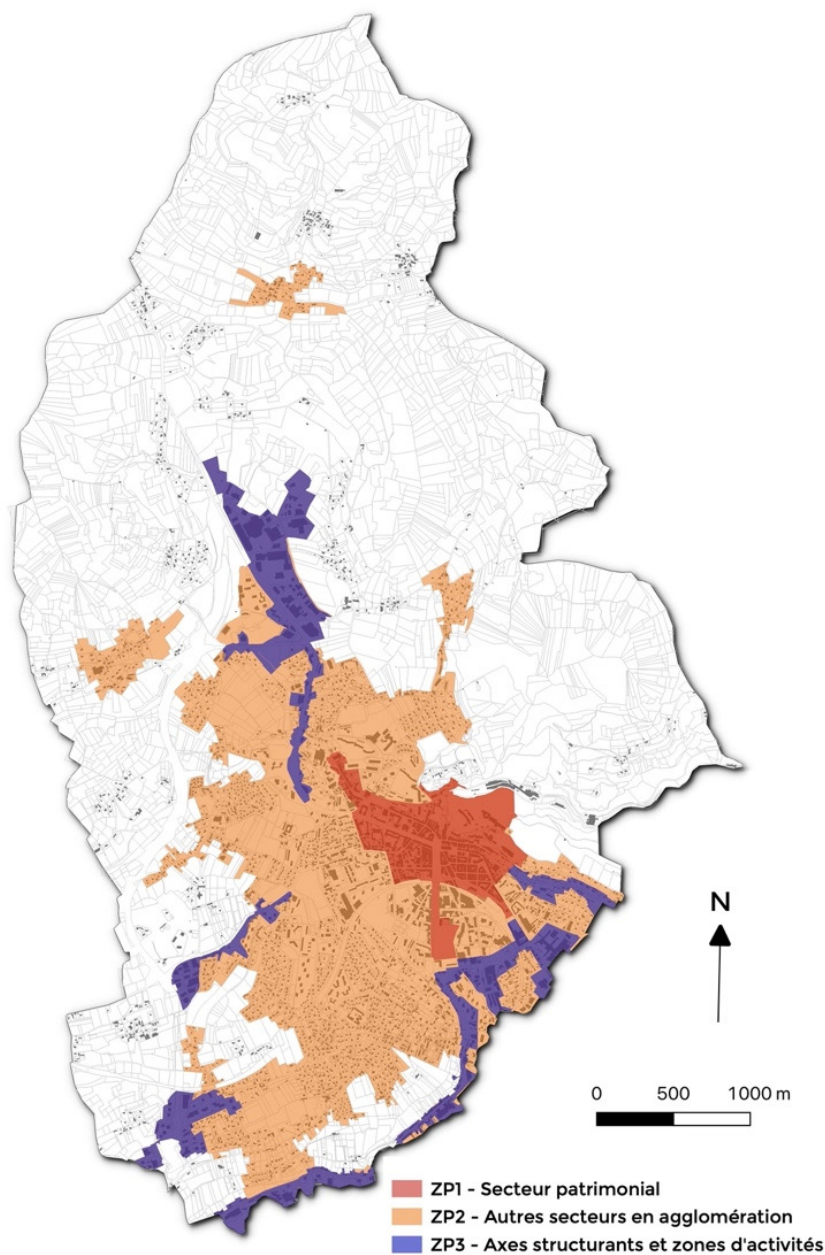 N
0 500 1000 m
ZP1 - Secteur patrimonial
ZP2 - Autres secteurs en agglomération
ZP3 - Axes structurants et zones d'activités